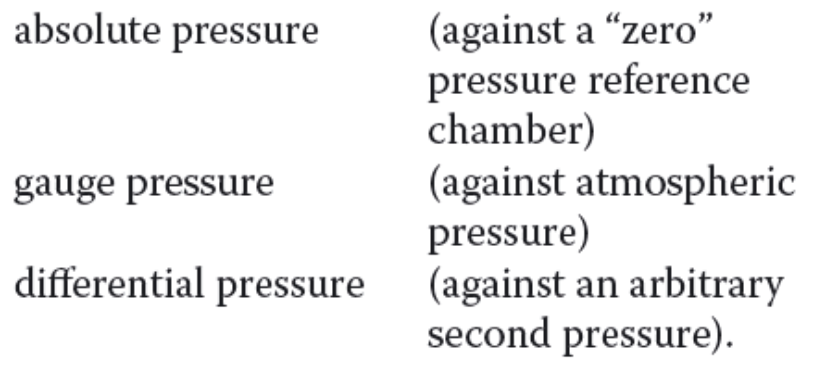 absolute pressure (against a “zero”
pressure reference
chamber)
gauge pressure (against atmospheric
pressure)
differential pressure (against an arbitrary
second pressure).